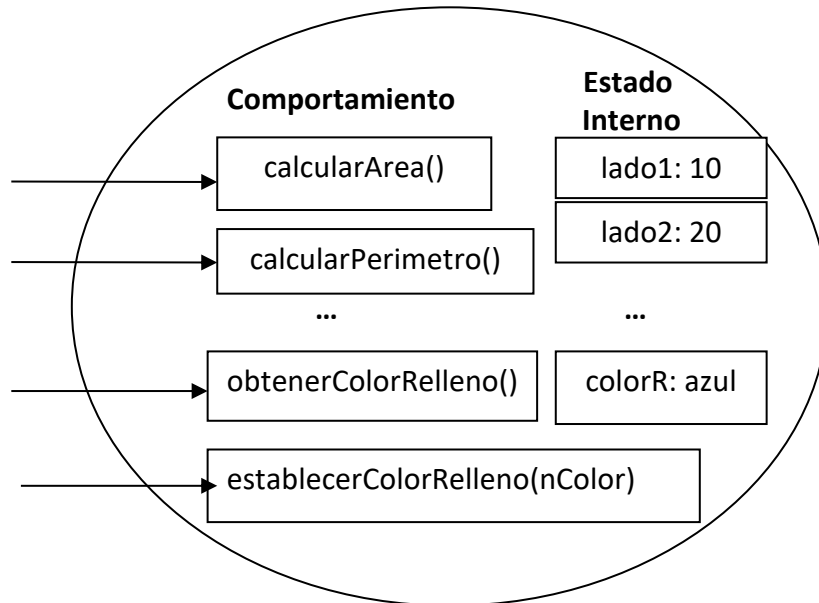 Comportamiento
Estado
Interno
calcularArea()
lado1: 10
calcularPerimetro()
lado2: 20
...
...
obtenerColorRelleno()
colorR: azul
establecerColorRelleno(nColor)